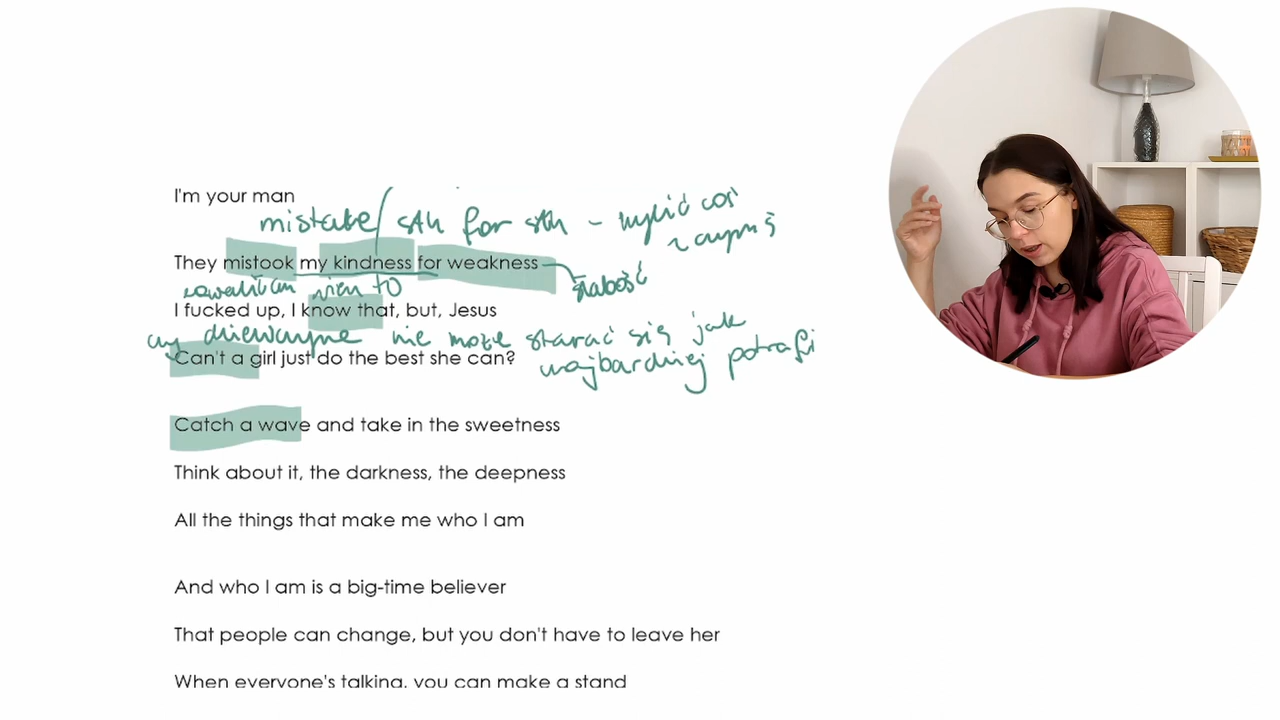 I'm your man
mistake / sth for sth - mylić coś
z czymś
They mistook my kindness for weakness
słabość
nawaliłam wiem to
I fucked up, I know that, but, Jesus
czy dziewczyna nie może starać się jak
najbardziej potrafi
Can't a girl just do the best she can?
Catch a wave and take in the sweetness
Think about it, the darkness, the deepness
All the things that make me who I am
And who I am is a big-time believer
That people can change, but you don't have to leave her
When everyone's talking, you can make a stand